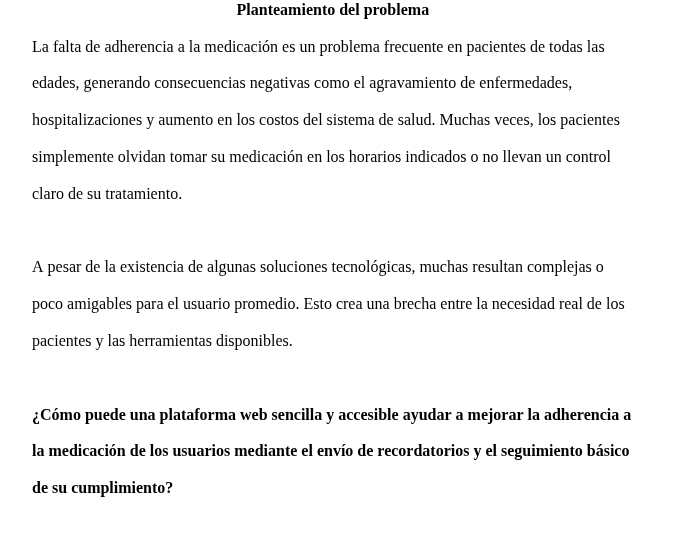 Planteamiento del problema
La falta de adherencia a la medicación es un problema frecuente en pacientes de todas las
edades, generando consecuencias negativas como el agravamiento de enfermedades,
hospitalizaciones y aumento en los costos del sistema de salud. Muchas veces, los pacientes
simplemente olvidan tomar su medicación en los horarios indicados o no llevan un control
claro de su tratamiento.
A pesar de la existencia de algunas soluciones tecnológicas, muchas resultan complejas o
poco amigables para el usuario promedio. Esto crea una brecha entre la necesidad real de los
pacientes y las herramientas disponibles.
¿Cómo puede una plataforma web sencilla y accesible ayudar a mejorar la adherencia a
la medicación de los usuarios mediante el envío de recordatorios y el seguimiento básico
de su cumplimiento?